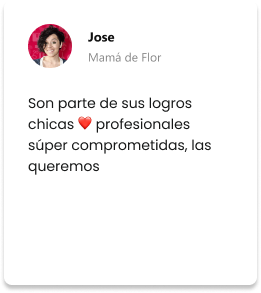 Jose
Mamá de Flor
Son parte de sus logros
chicas ❤️ profesionales
súper comprometidas, las
queremos